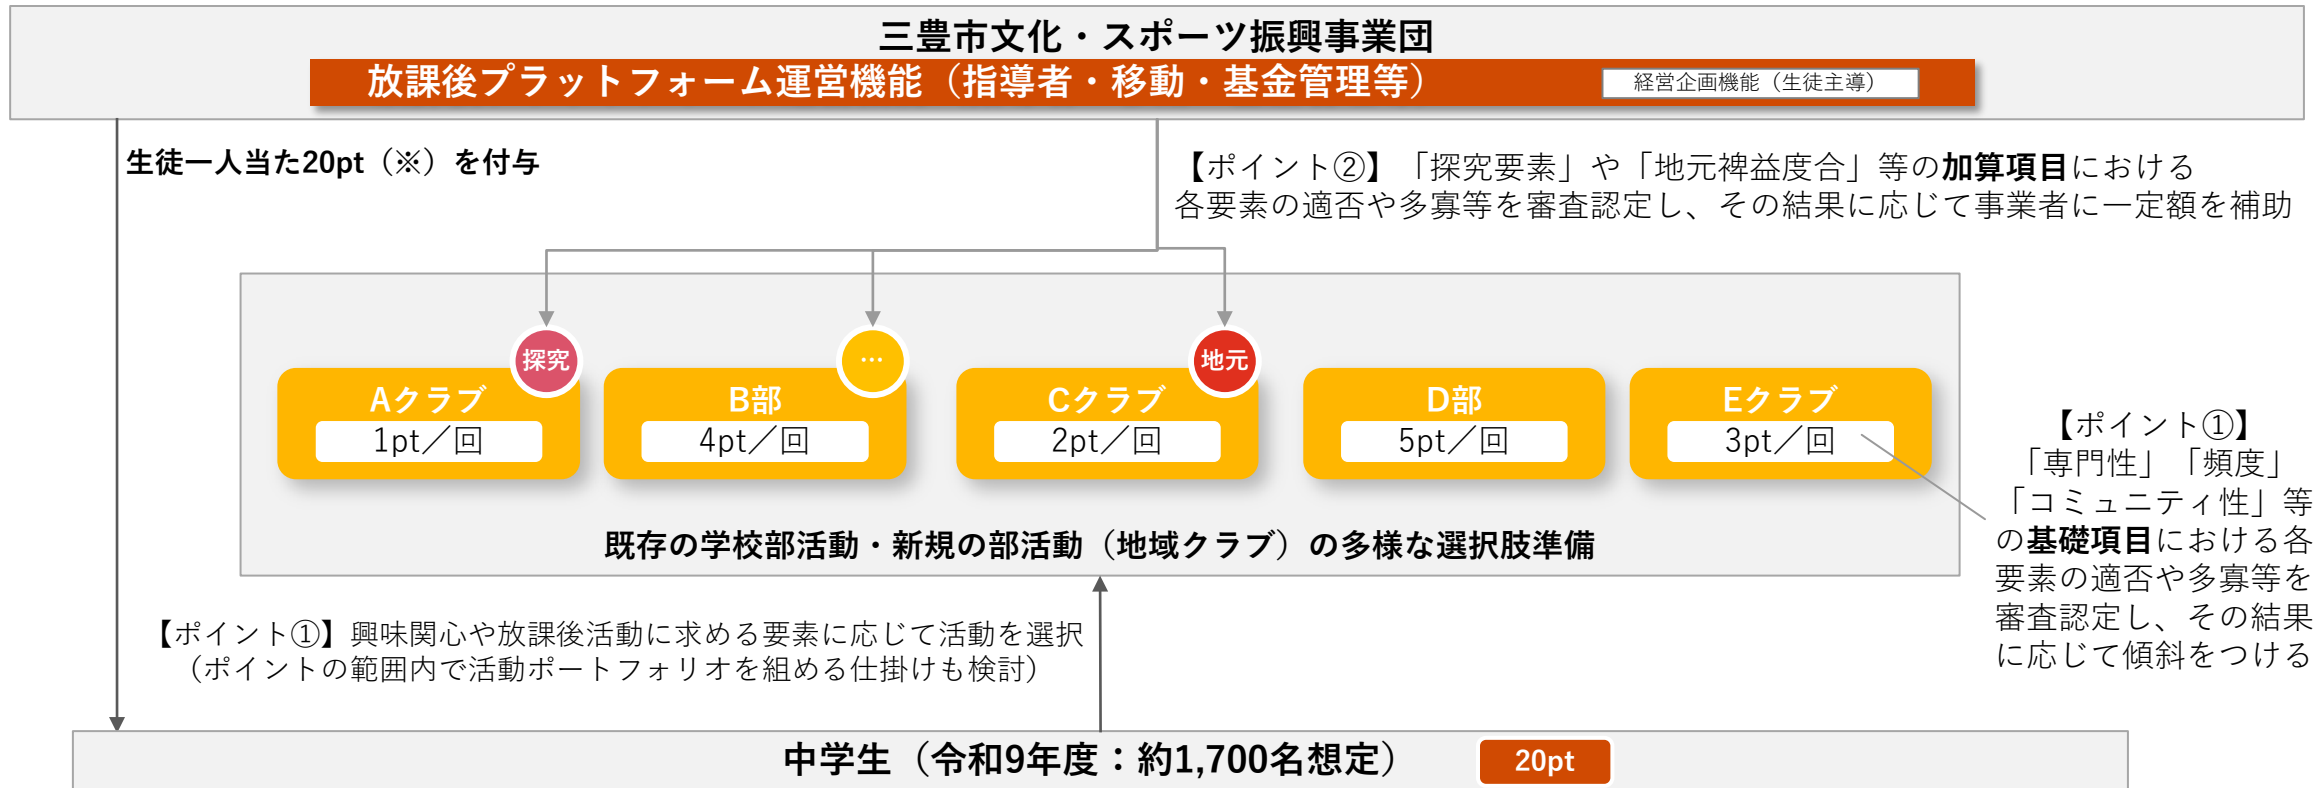 三豊市文化・スポーツ振興事業団
放課後プラットフォーム運営機能（指導者・移動・基金管理等）
経営企画機能（生徒主導）
生徒一人当た20pt（※）を付与
【ポイント②】「探究要素」や「地元裨益度合」等の加算項目における
各要素の適否や多寡等を審査認定し、その結果に応じて事業者に一定額を補助
探究
…
地元
Aクラブ
1pt／回
B部
4pt／回
Cクラブ
2pt／回
D部
5pt／回
Eクラブ
3pt／回
既存の学校部活動・新規の部活動（地域クラブ）の多様な選択肢準備
【ポイント①】
「専門性」「頻度」
「コミュニティ性」等
の基礎項目における各
要素の適否や多寡等を
審査認定し、その結果
に応じて傾斜をつける
【ポイント①】興味関心や放課後活動に求める要素に応じて活動を選択
（ポイントの範囲内で活動ポートフォリオを組める仕掛けも検討）
中学生（令和9年度：約1,700名想定）
20pt